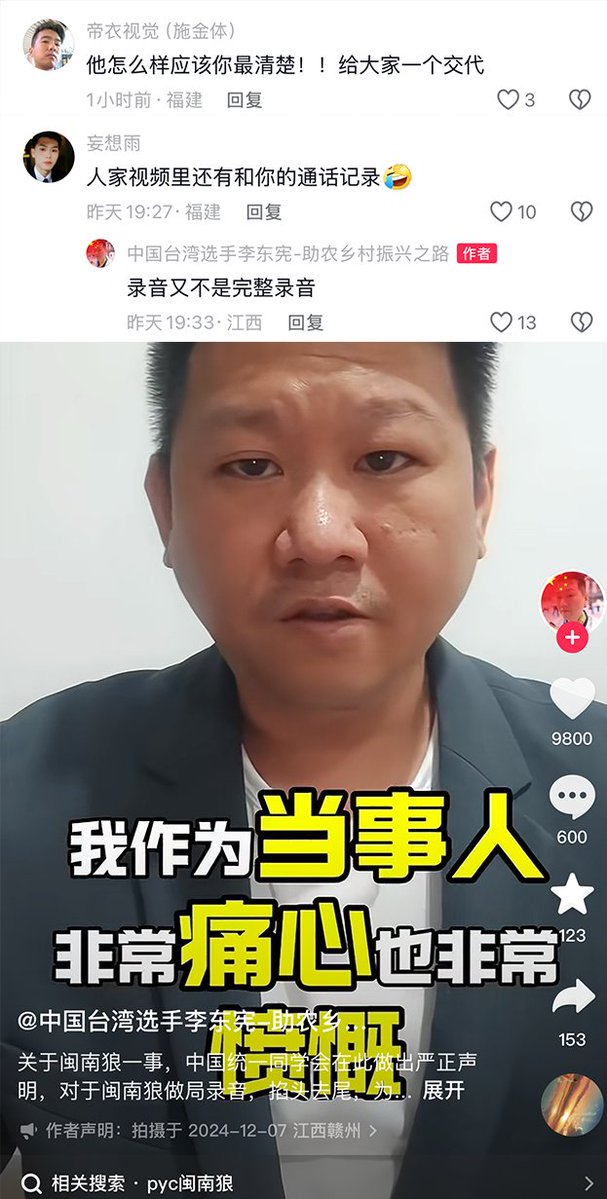 帝衣视觉(施金体)
他怎么样应该你最清楚！！给大家一个交代
1小时前·福建 回复 3
妄想雨
人家视频里还有和你的通话记录🤣
昨天19:27·福建 回复 10
中国台湾选手李东宪-助农乡村振兴之路 作者
录音又不是完整录音
昨天19:33·江西 回复 13
9800
我作为当事人
600
非常痛心也非常
123
愤慨
@中国台湾选手李东宪-助农乡...
153
关于闽南狼一事，中国统一同学会在此做出严正声
明，对于闽南狼做局录音，掐头去尾，为... 展开
作者声明：拍摄于 2024-12-07 江西赣州 >
相关搜索·pyc闽南狼